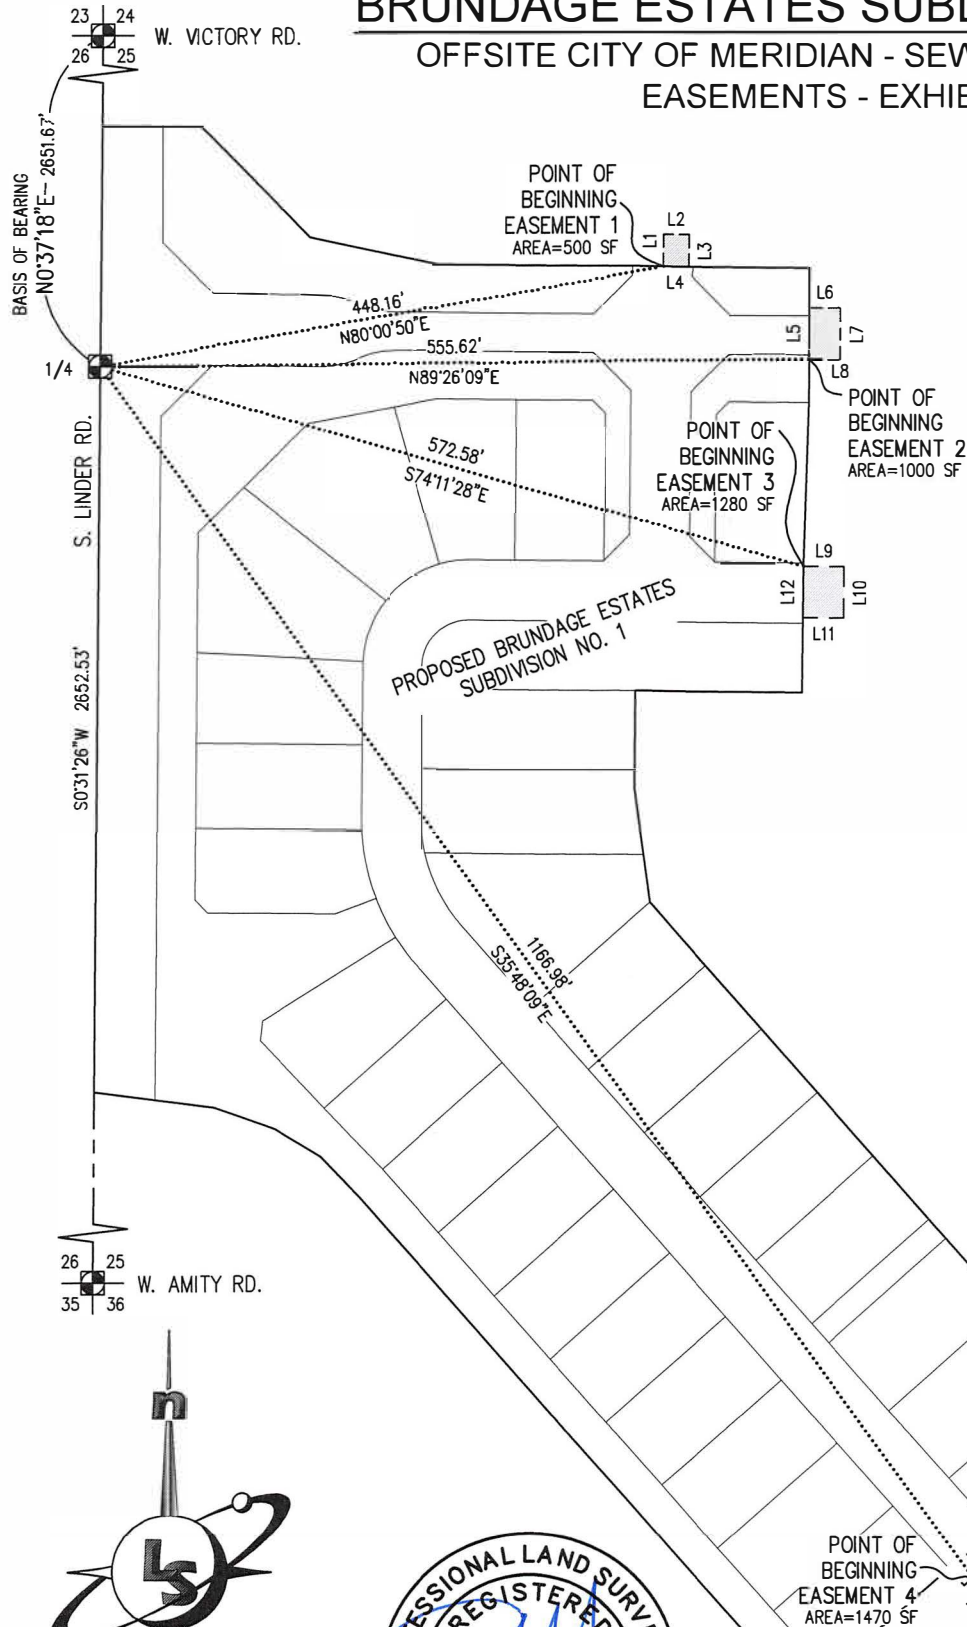 BRUNDAGE ESTATES
OFFSITE CITY OF MERIDIAN -
EASEMENTS -
23 24
26 25
W. VICTORY RD.
BASIS OF BEARING
N0°37'18"E- 2651.67'
POINT OF
BEGINNING
EASEMENT 1
AREA=500 SF
L1
L2
L3
L4
L5
L6
L7
L8
448.16'
N80°00'50"E
555.62'
N89°26'09"E
1/4
POINT OF
BEGINNING
EASEMENT 2
AREA=1000 SF
POINT OF
BEGINNING
EASEMENT 3
AREA=1280 SF
572.58'
S74°11'28"E
L9
L10
L11
L12
S. LINDER RD.
S0°31'26"W 2652.53'
PROPOSED BRUNDAGE ESTATES
SUBDIVISION NO. 1
1166.98'
S35°48'09"E
26 25
35 36
W. AMITY RD.
n
LS
LAND
REGISTERED
POINT OF
BEGINNING
EASEMENT 4
AREA=1470 SF